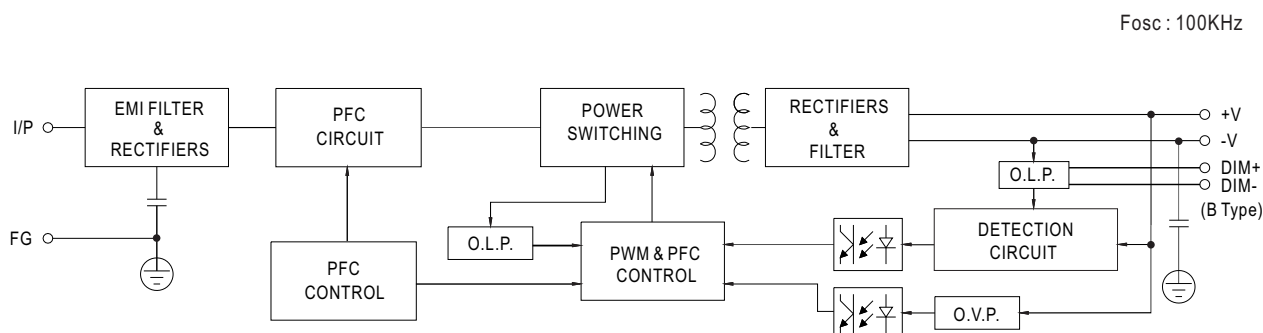 Fosc : 100KHz
I/P
EMI FILTER
&
RECTIFIERS
PFC
CIRCUIT
POWER
SWITCHING
RECTIFIERS
&
FILTER
+V
-V
DIM+
DIM-
(B Type)
O.L.P.
FG
O.L.P.
PFC
CONTROL
PWM & PFC
CONTROL
DETECTION
CIRCUIT
O.V.P.